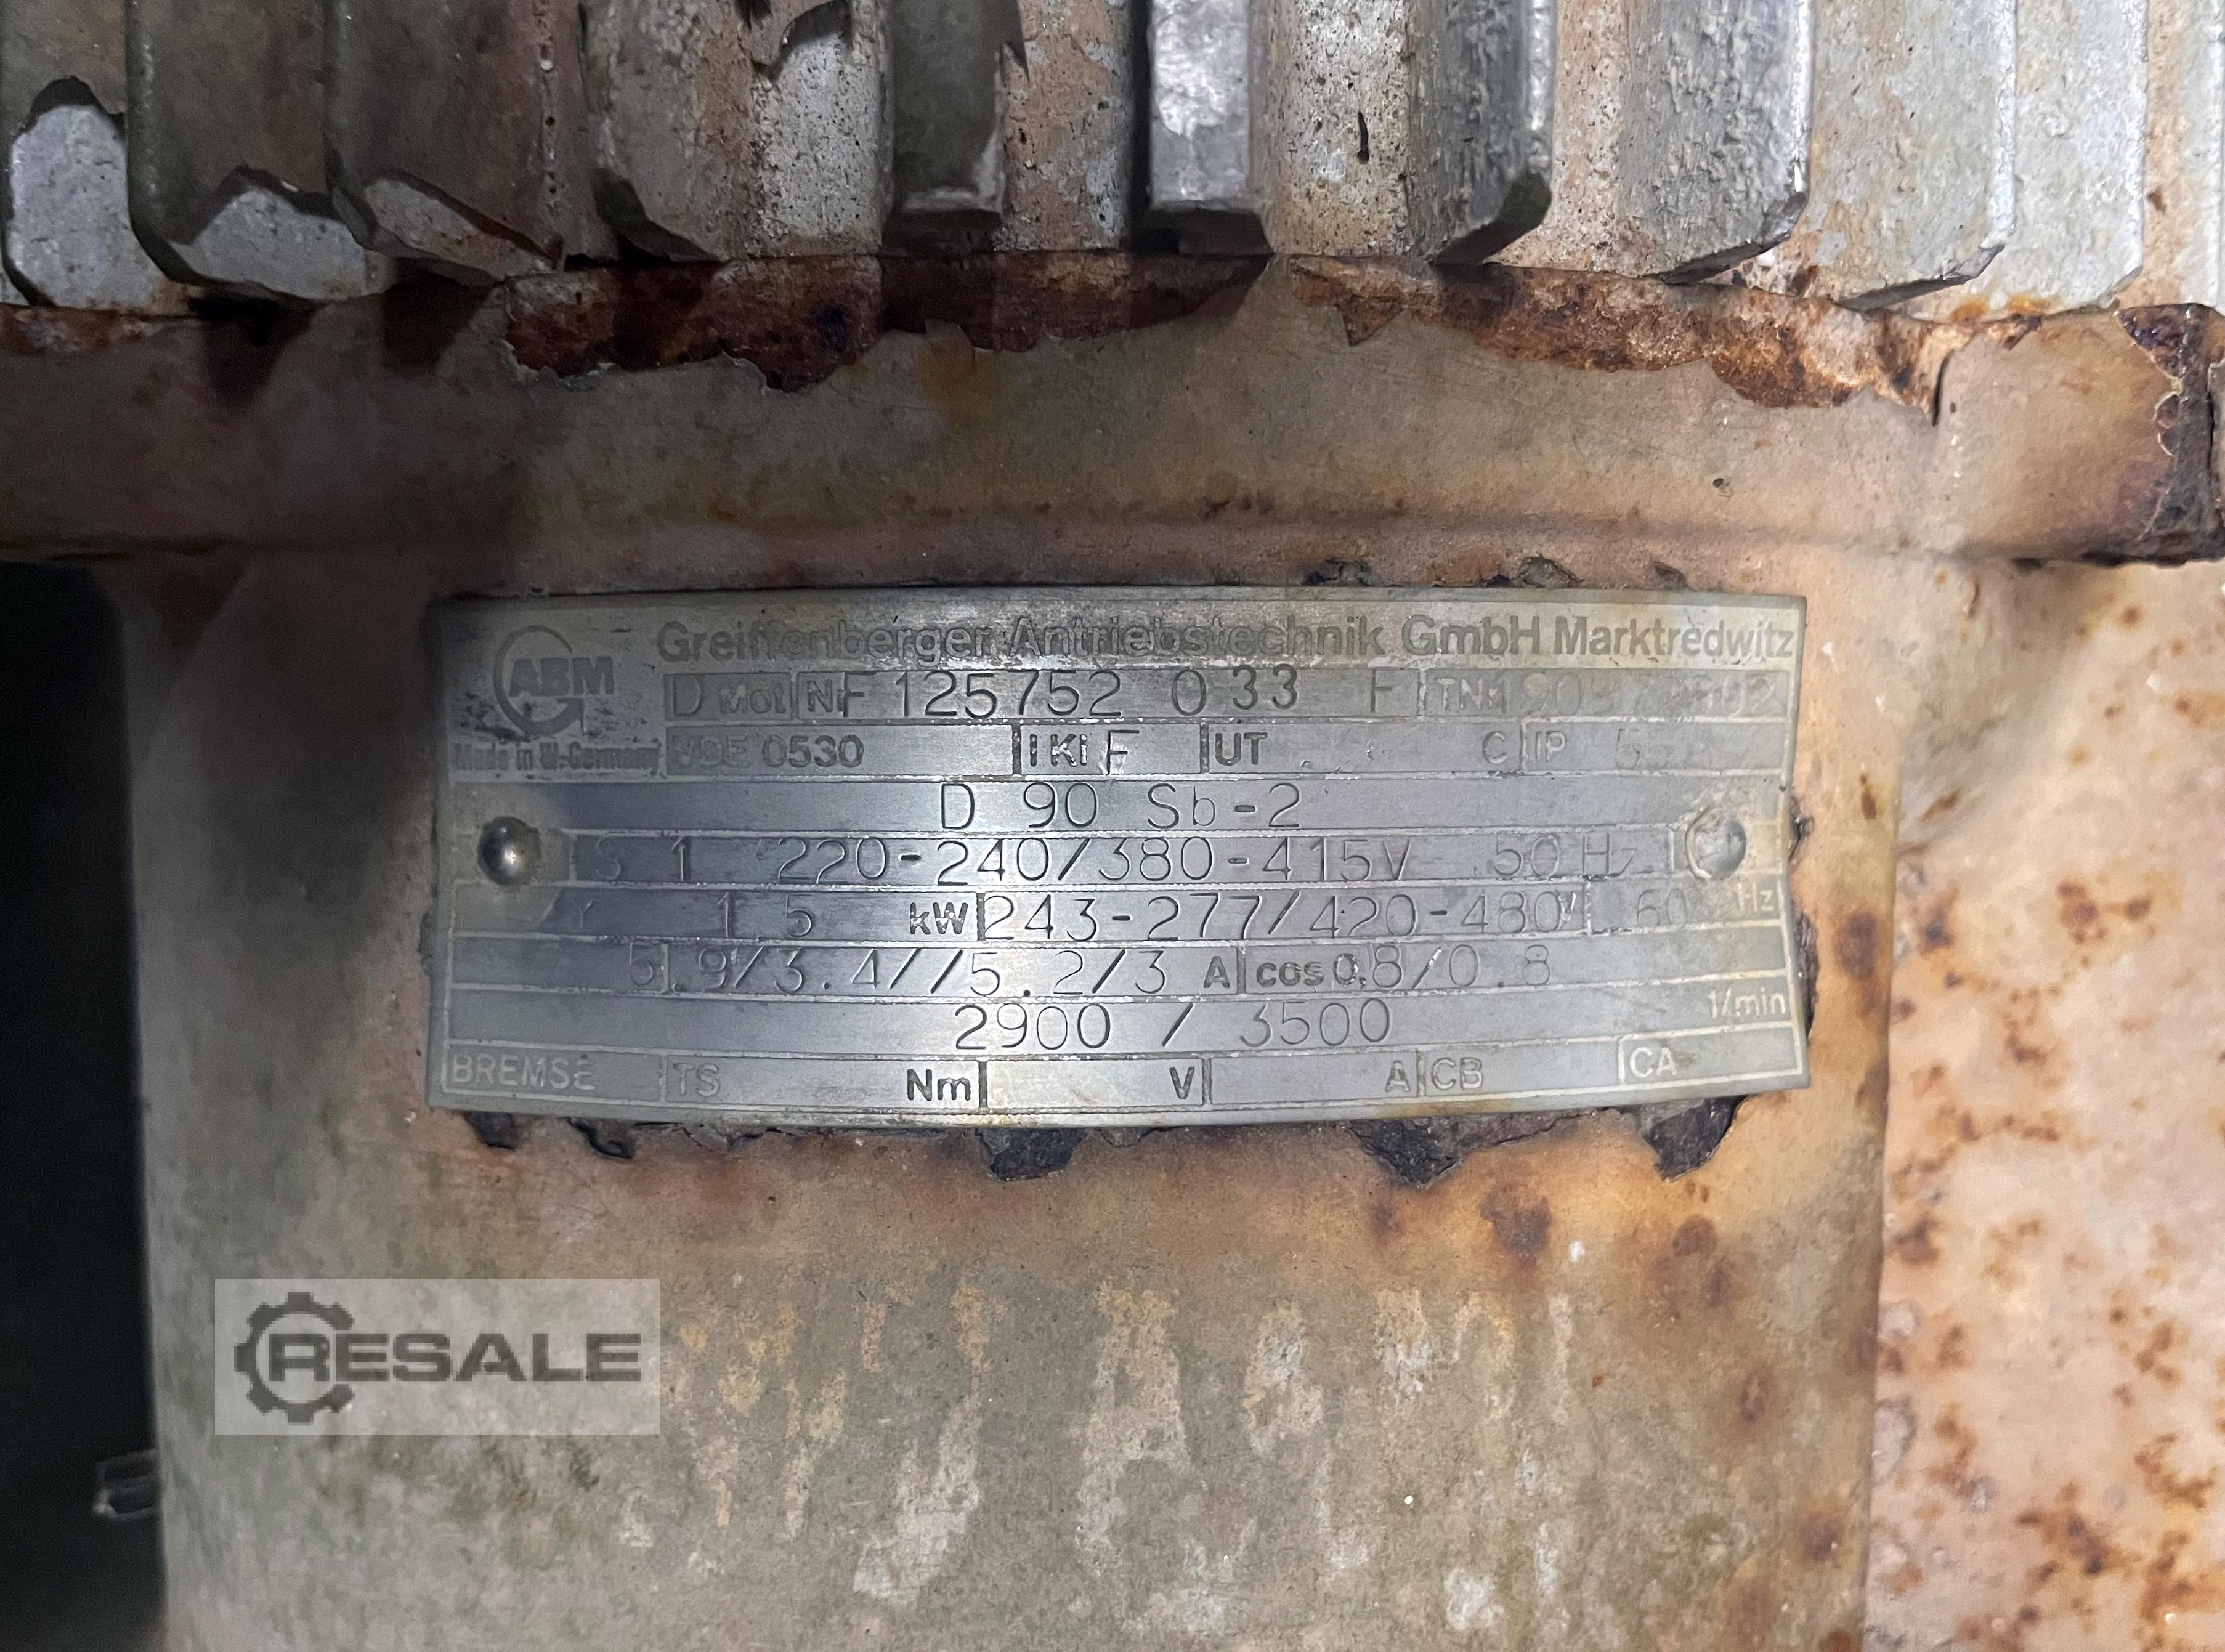 Greiffenberger Antriebstechnik GmbH Marktredwitz
ABM
D Mot Nr F 125752 0 33 F TNr
Made in W.-Germany VDE 0530 I Kl F UT C IP
D 90 Sb-2
S 1 220-240/380-415V 50 Hz
1.5 kW 243-277/420-480V 60 Hz
5.9/3.4//5.2/3 A cos 0.8/0.8
2900 / 3500 1/min
BREMSE TS Nm V A CB CA
RESALE